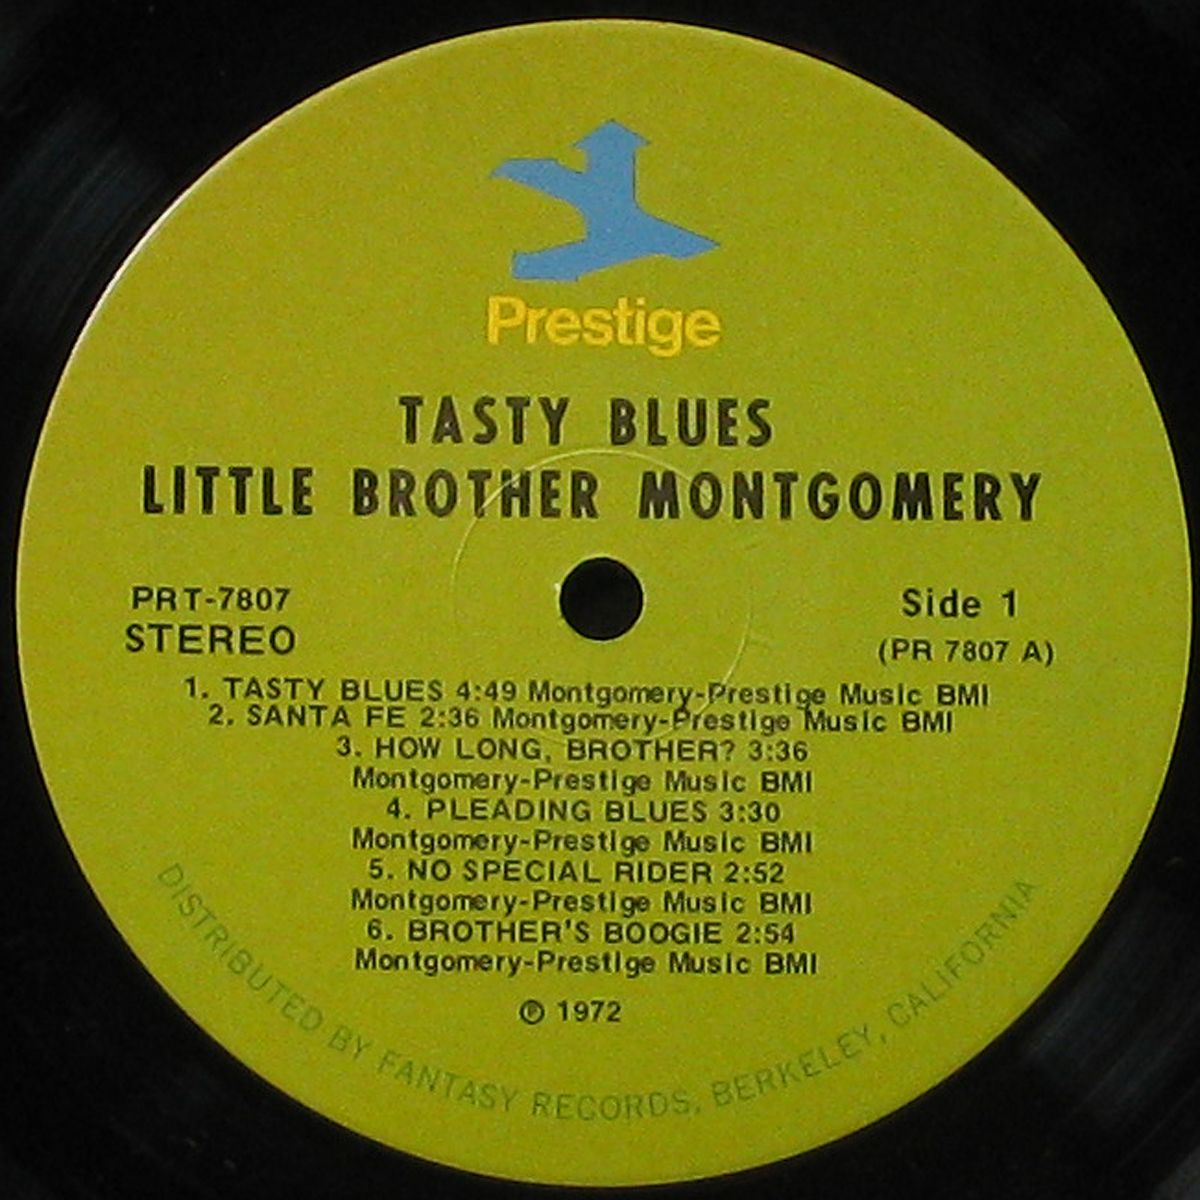 Prestige
TASTY BLUES
LITTLE BROTHER MONTGOMERY
PRT-7807
STEREO
Side 1
(PR 7807 A)
1. TASTY BLUES 4:49 Montgomery-Prestige Music BMI
2. SANTA FE 2:36 Montgomery-Prestige Music BMI
3. HOW LONG, BROTHER? 3:36
Montgomery-Prestige Music BMI
4. PLEADING BLUES 3:30
Montgomery-Prestige Music BMI
5. NO SPECIAL RIDER 2:52
Montgomery-Prestige Music BMI
6. BROTHER'S BOOGIE 2:54
Montgomery-Prestige Music BMI
℗ 1972
DISTRIBUTED BY FANTASY RECORDS, BERKELEY, CALIFORNIA